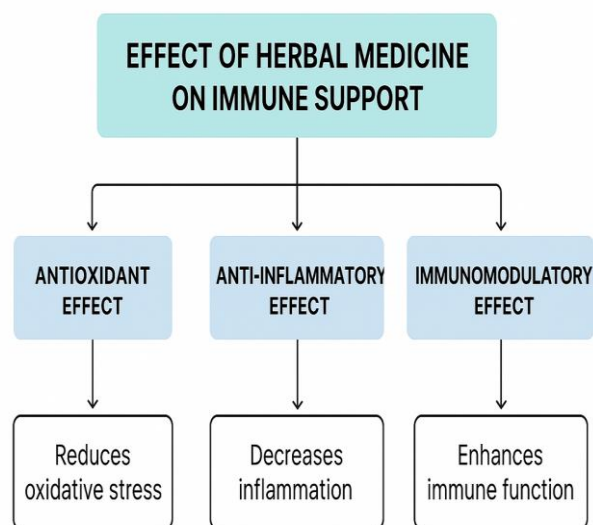 EFFECT OF HERBAL MEDICINE
ON IMMUNE SUPPORT
ANTIOXIDANT
EFFECT
ANTI-INFLAMMATORY
EFFECT
IMMUNOMODULATORY
EFFECT
Reduces
oxidative stress
Decreases
inflammation
Enhances
immune function